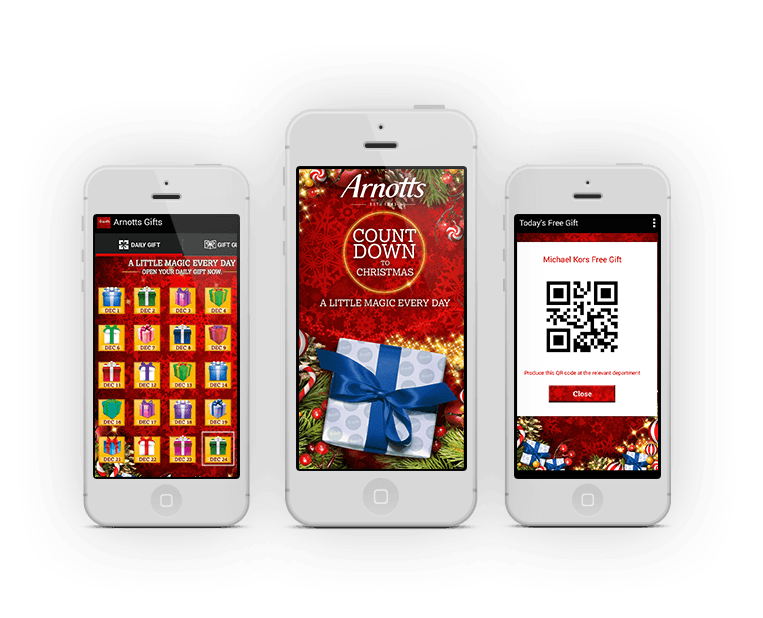 Arnotts Gifts
DAILY GIFT
GIFT GU
A LITTLE MAGIC EVERY DAY
OPEN YOUR DAILY GIFT NOW.
DEC 1 DEC 2 DEC 3 DEC 4
DEC 6 DEC 7 DEC 8 DEC 9
DEC 11 DEC 12 DEC 13 DEC 14
DEC 16 DEC 17 DEC 18 DEC 19
DEC 21 DEC 22 DEC 23 DEC 24
Arnotts
COUNT
DOWN
TO
CHRISTMAS
A LITTLE MAGIC EVERY DAY
Today's Free Gift
Michael Kors Free Gift
Produce this QR code at the relevant department
Close